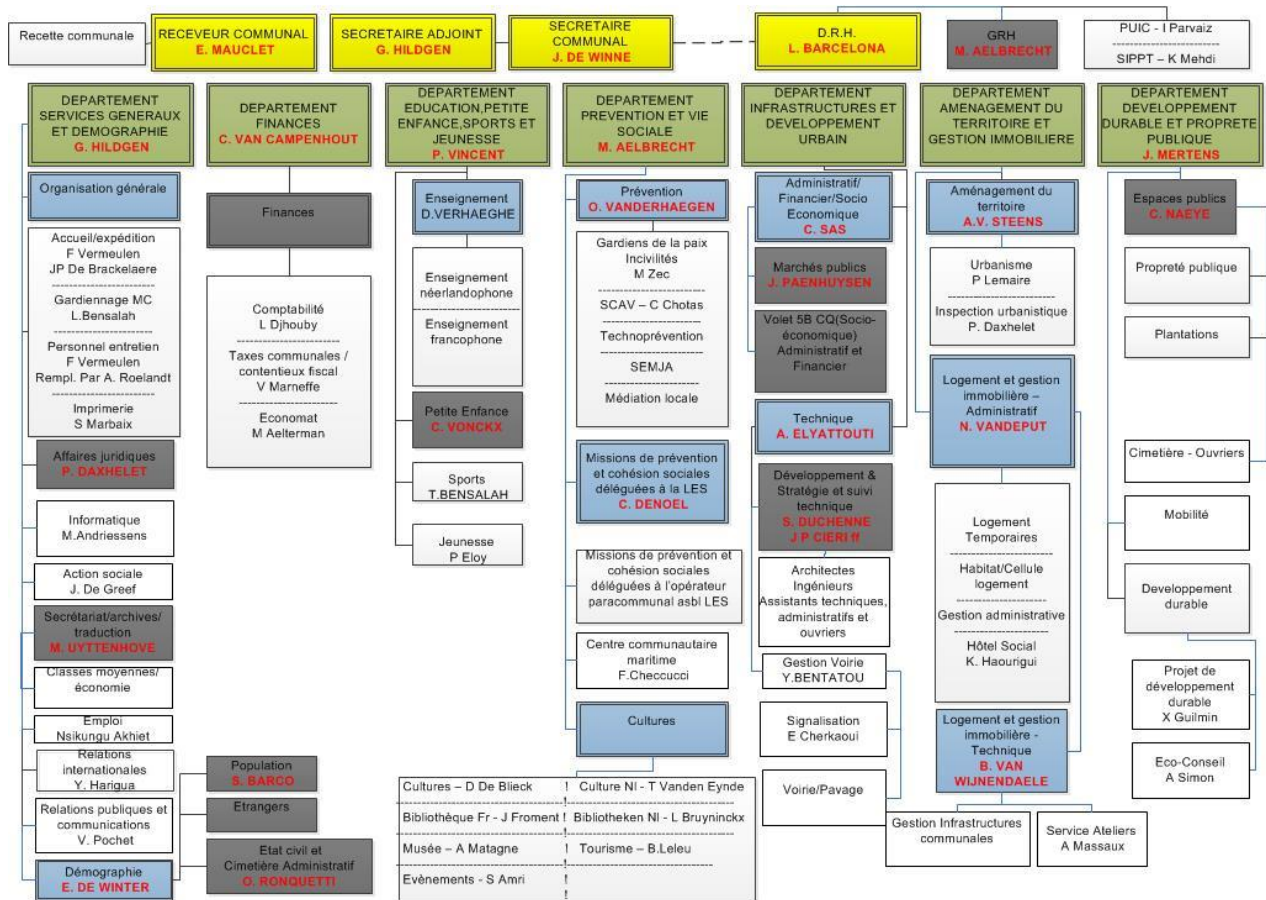 Recette communale
RECEVEUR COMMUNAL
E. MAUCLET
SECRETAIRE ADJOINT
G. HILDGEN
SECRETAIRE
COMMUNAL
J. DE WINNE
D.R.H.
L. BARCELONA
GRH
M. AELBRECHT
PUIC - I Parvaiz
----------------------------
SIPPT – K Mehdi
DEPARTEMENT
SERVICES GENERAUX
ET DEMOGRAPHIE
G. HILDGEN
Organisation générale
Accueil/expédition
F Vermeulen
JP De Brackelaere
---------------------------
Gardiennage MC
L.Bensalah
---------------------------
Personnel entretien
F Vermeulen
Rempl. Par A. Roelandt
---------------------------
Imprimerie
S Marbaix
Affaires juridiques
P. DAXHELET
Informatique
M.Andriessens
Action sociale
J. De Greef
Secrétariat/archives/
traduction
M. UYTTENHOVE
Classes moyennes/
économie
Emploi
Nsikungu Akhiet
Relations
internationales
Y. Harigua
Relations publiques et
communications
V. Pochet
Démographie
E. DE WINTER
Population
S. BARCO
Etrangers
Etat civil et
Cimetière Administratif
O. RONQUETTI
DEPARTEMENT
FINANCES
C. VAN CAMPENHOUT
Finances
Comptabilité
L Djhouby
----------------------------
Taxes communales /
contentieux fiscal
V Marneffe
----------------------------
Economat
M Aelterman
DEPARTEMENT
EDUCATION,PETITE
ENFANCE,SPORTS ET
JEUNESSE
P. VINCENT
Enseignement
D.VERHAEGHE
Enseignement
néerlandophone
----------------------------
Enseignement
francophone
Petite Enfance
C. VONCKX
Sports
T.BENSALAH
Jeunesse
P Eloy
DEPARTEMENT
PREVENTION ET VIE
SOCIALE
M. AELBRECHT
Prévention
O. VANDERHAEGEN
Gardiens de la paix
Incivilités
M Zec
----------------------------
SCAV – C Chotas
----------------------------
Technoprévention
----------------------------
SEMJA
-------------------------
Médiation locale
Missions de prévention
et cohésion sociales
déléguées à la LES
C. DENOEL
Missions de prévention et
cohésion sociales
déléguées à l'opérateur
paracommunal asbl LES
Centre communautaire
maritime
F.Checcucci
Cultures
Cultures – D De Blieck ! Culture Nl - T Vanden Eynde
Bibliothèque Fr - J Froment ! Bibliotheken Nl - L Bruyninckx
Musée – A Matagne ! Tourisme – B.Leleu
Evènements - S Amri !
DEPARTEMENT
INFRASTRUCTURES ET
DEVELOPPEMENT
URBAIN
Administratif/
Financier/Socio
Economique
C. SAS
Marchés publics
J. PAENHUYSEN
Volet 5B CQ(Socio-
économique)
Administratif et
Financier
Technique
A. ELYATTOUTI
Développement &
Stratégie et suivi
technique
S. DUCHENNE
J P CIERI ff
Architectes
Ingénieurs
Assistants techniques,
administratifs et
ouvriers
Gestion Voirie
Y.BENTATOU
Signalisation
E Cherkaoui
Voirie/Pavage
DEPARTEMENT
AMENAGEMENT DU
TERRITOIRE ET
GESTION IMMOBILIERE
Aménagement du
territoire
A.V. STEENS
Urbanisme
P Lemaire
----------------------------
Inspection urbanistique
P. Daxhelet
Logement et gestion
immobilière –
Administratif
N. VANDEPUT
Logement
Temporaires
----------------------------
Habitat/Cellule
logement
-------------------------
Gestion administrative
-------------------------
Hôtel Social
K. Haourigui
Logement et gestion
immobilière -
Technique
B. VAN
WIJNENDAELE
Gestion Infrastructures
communales
Service Ateliers
A Massaux
DEPARTEMENT
DEVELOPPEMENT
DURABLE ET PROPRETE
PUBLIQUE
J. MERTENS
Espaces publics
C. NAEYE
Propreté publique
Plantations
Cimetière - Ouvriers
Mobilité
Developpement
durable
Projet de
développement
durable
X Guilmin
Eco-Conseil
A Simon